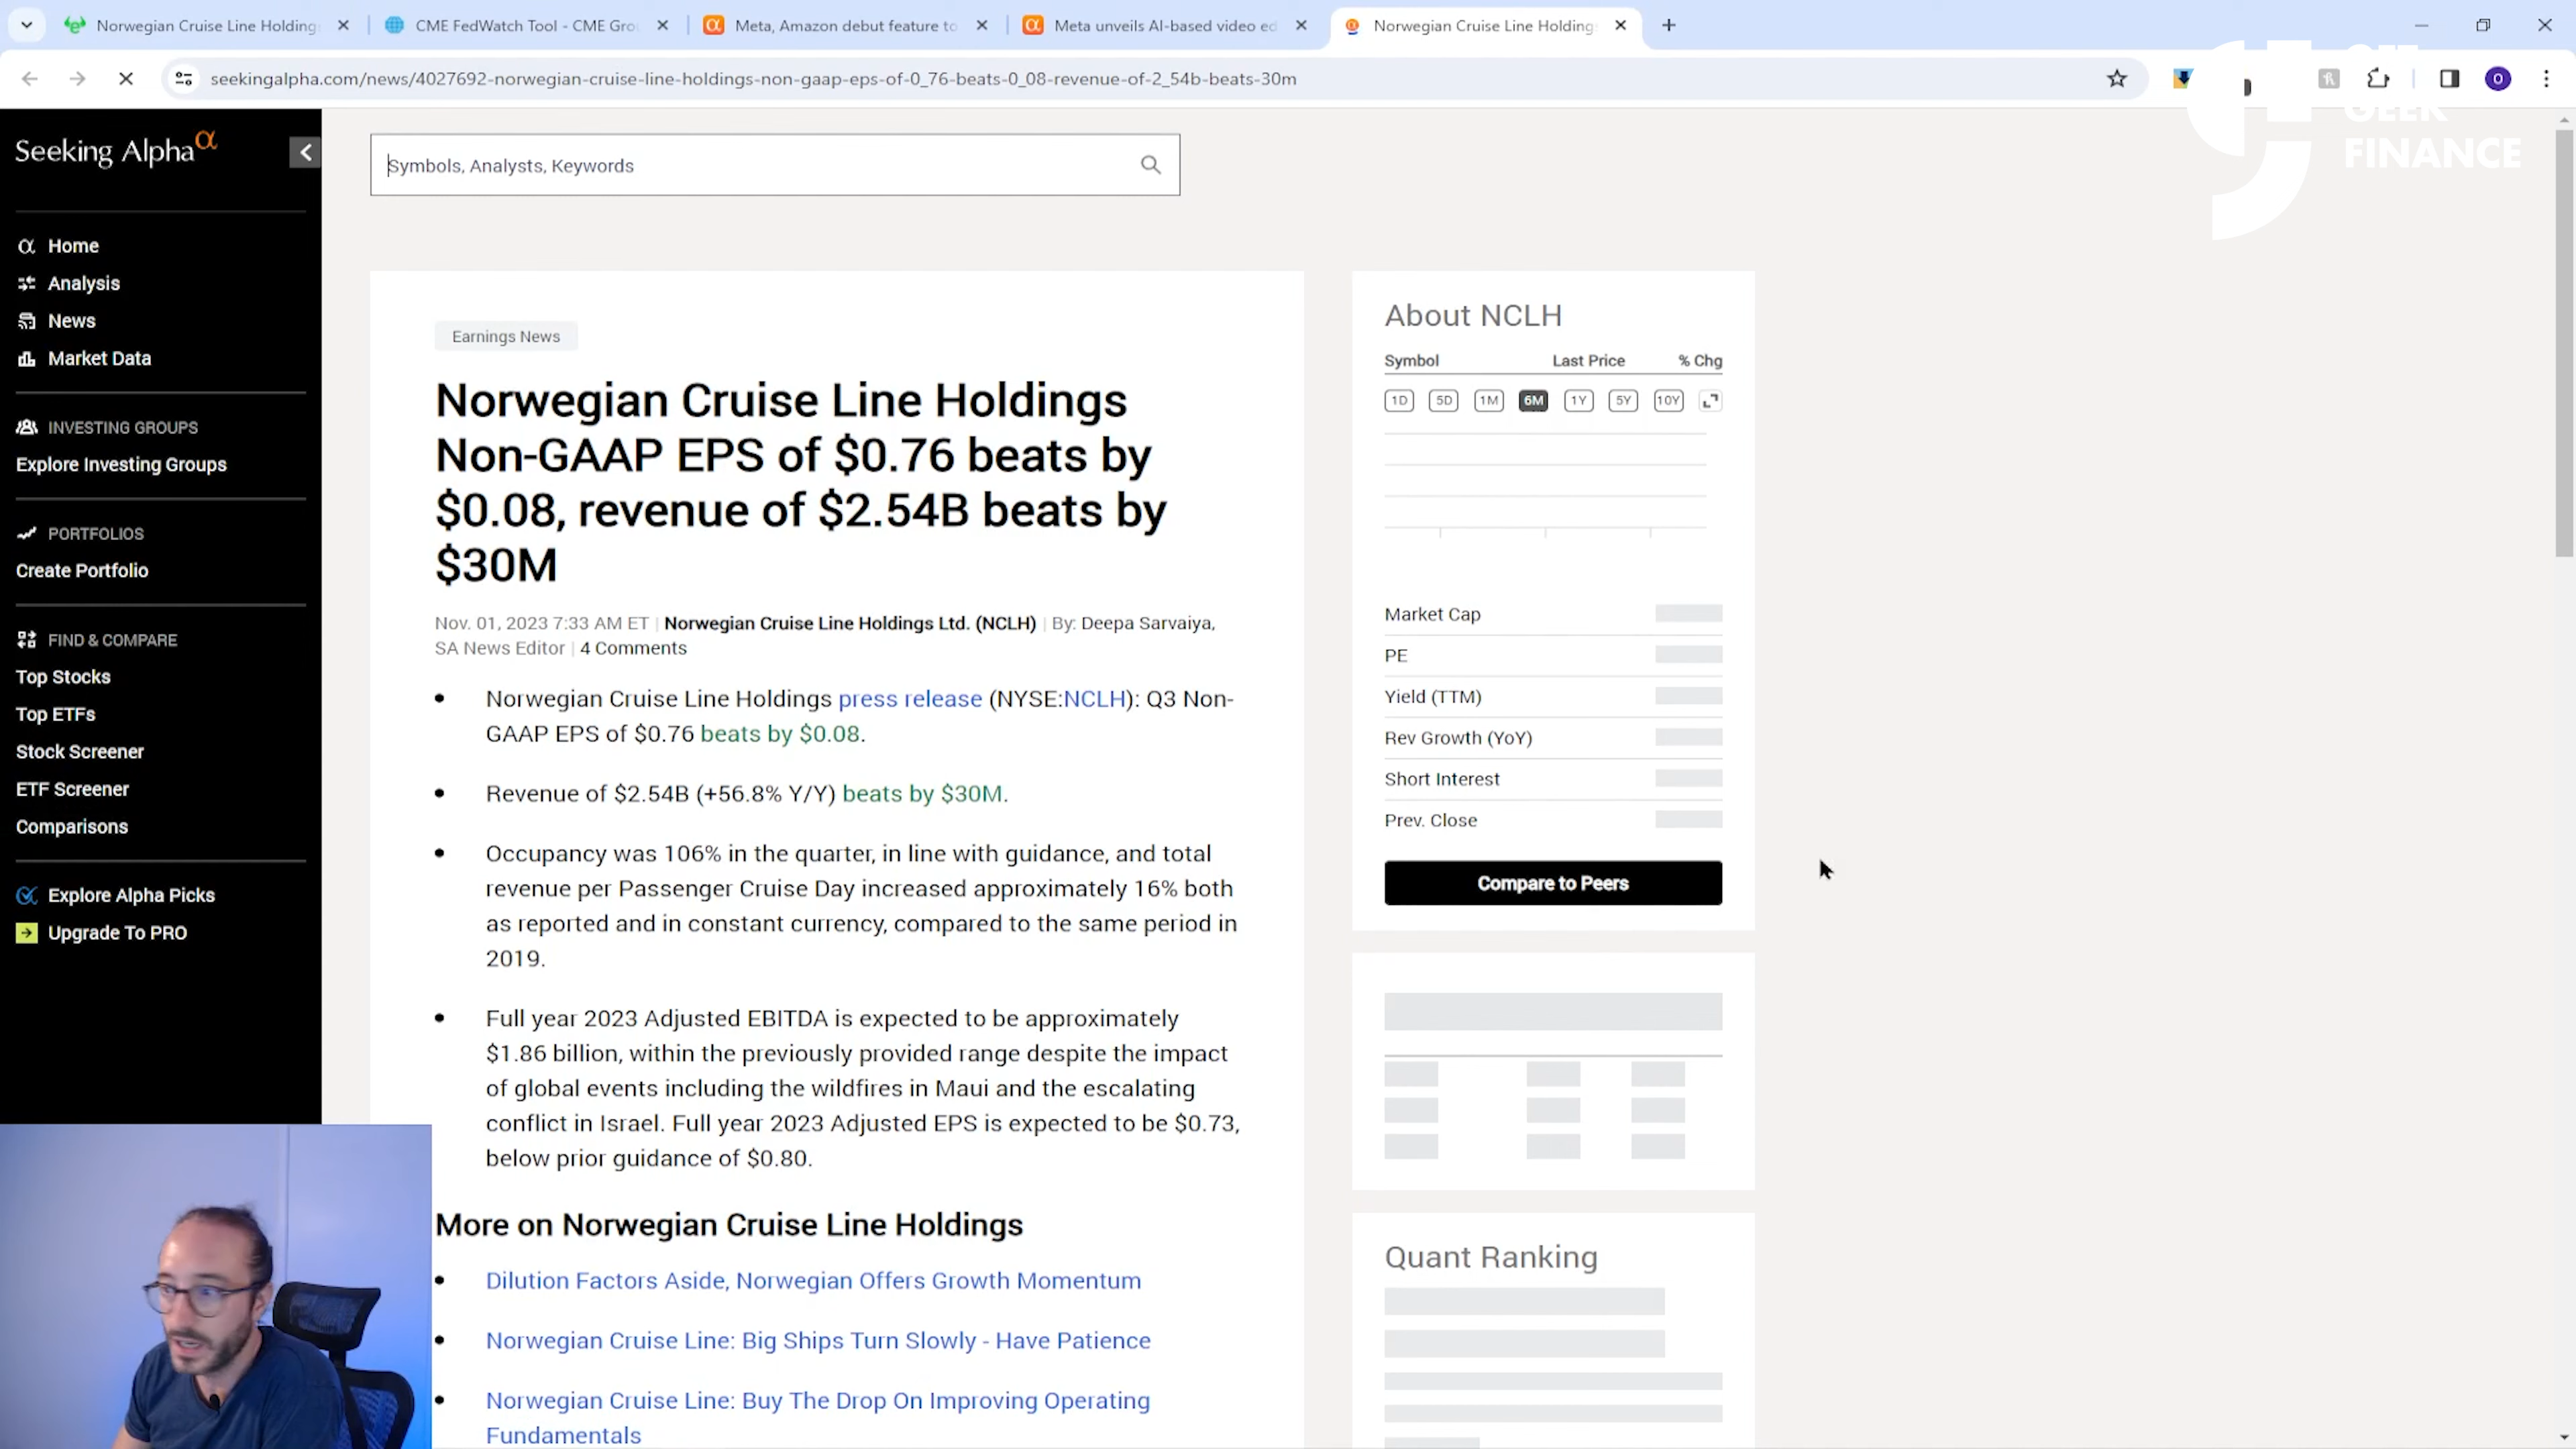 Norwegian Cruise Line Holding
CME FedWatch Tool - CME Gro
Meta, Amazon debut feature to
Meta unveils AI-based video ed
Norwegian Cruise Line Holding
seekingalpha.com/news/4027692-norwegian-cruise-line-holdings-non-gaap-eps-of-0_76-beats-0_08-revenue-of-2_54b-beats-30m
O
GEEK
FINANCE
Seeking Alphaα
Symbols, Analysts, Keywords
Home
Analysis
News
Market Data
INVESTING GROUPS
Explore Investing Groups
PORTFOLIOS
Create Portfolio
FIND & COMPARE
Top Stocks
Top ETFs
Stock Screener
ETF Screener
Comparisons
Explore Alpha Picks
Upgrade To PRO
Earnings News
Norwegian Cruise Line Holdings
Non-GAAP EPS of $0.76 beats by
$0.08, revenue of $2.54B beats by
$30M
Nov. 01, 2023 7:33 AM ET | Norwegian Cruise Line Holdings Ltd. (NCLH) | By: Deepa Sarvaiya,
SA News Editor | 4 Comments
Norwegian Cruise Line Holdings press release (NYSE:NCLH): Q3 Non-
GAAP EPS of $0.76 beats by $0.08.
Revenue of $2.54B (+56.8% Y/Y) beats by $30M.
Occupancy was 106% in the quarter, in line with guidance, and total
revenue per Passenger Cruise Day increased approximately 16% both
as reported and in constant currency, compared to the same period in
2019.
Full year 2023 Adjusted EBITDA is expected to be approximately
$1.86 billion, within the previously provided range despite the impact
of global events including the wildfires in Maui and the escalating
conflict in Israel. Full year 2023 Adjusted EPS is expected to be $0.73,
below prior guidance of $0.80.
More on Norwegian Cruise Line Holdings
Dilution Factors Aside, Norwegian Offers Growth Momentum
Norwegian Cruise Line: Big Ships Turn Slowly - Have Patience
Norwegian Cruise Line: Buy The Drop On Improving Operating
Fundamentals
About NCLH
Symbol Last Price % Chg
1D 5D 1M 6M 1Y 5Y 10Y
Market Cap
PE
Yield (TTM)
Rev Growth (YoY)
Short Interest
Prev. Close
Compare to Peers
Quant Ranking